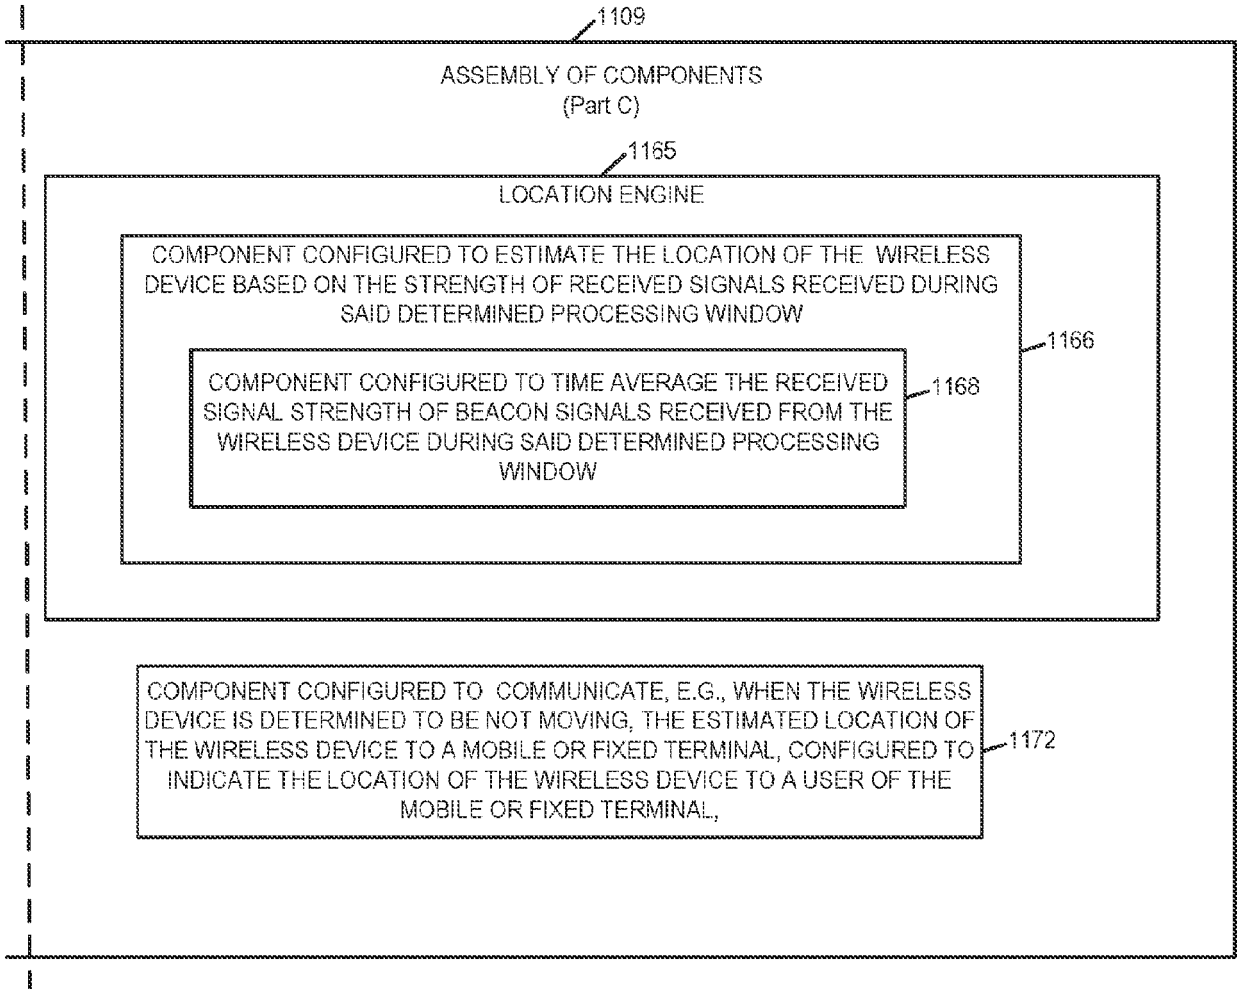 1109
ASSEMBLY OF COMPONENTS
(Part C)
1165
LOCATION ENGINE
COMPONENT CONFIGURED TO ESTIMATE THE LOCATION OF THE WIRELESS
DEVICE BASED ON THE STRENGTH OF RECEIVED SIGNALS RECEIVED DURING
SAID DETERMINED PROCESSING WINDOW
1166
COMPONENT CONFIGURED TO TIME AVERAGE THE RECEIVED
SIGNAL STRENGTH OF BEACON SIGNALS RECEIVED FROM THE
WIRELESS DEVICE DURING SAID DETERMINED PROCESSING
WINDOW
1168
COMPONENT CONFIGURED TO COMMUNICATE, E.G., WHEN THE WIRELESS
DEVICE IS DETERMINED TO BE NOT MOVING, THE ESTIMATED LOCATION OF
THE WIRELESS DEVICE TO A MOBILE OR FIXED TERMINAL, CONFIGURED TO
INDICATE THE LOCATION OF THE WIRELESS DEVICE TO A USER OF THE
MOBILE OR FIXED TERMINAL,
1172